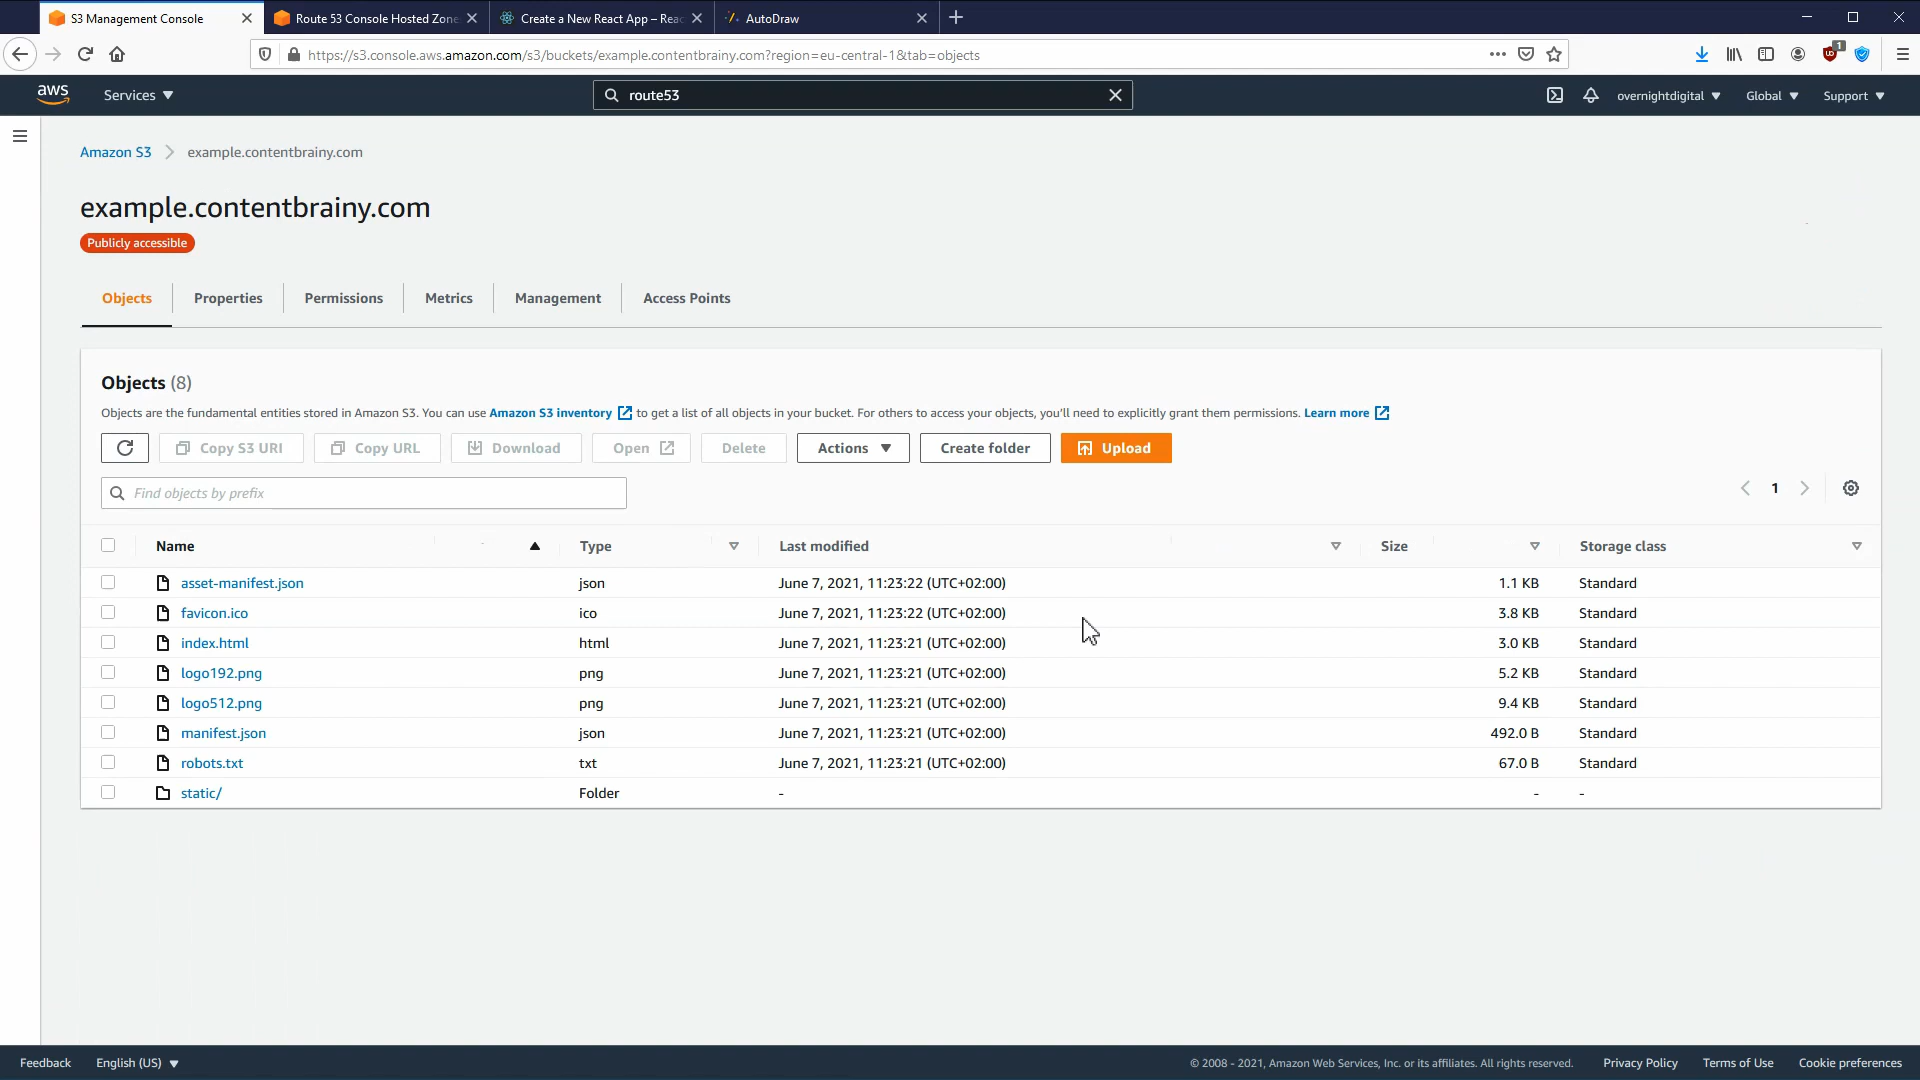 S3 Management Console
Route 53 Console Hosted Zone
Create a New React App – Reac
AutoDraw
https://s3.console.aws.amazon.com/s3/buckets/example.contentbrainy.com?region=eu-central-1&tab=objects
1
aws
Services
route53
overnightdigital
Global
Support
Amazon S3
example.contentbrainy.com
example.contentbrainy.com
Publicly accessible
Objects
Properties
Permissions
Metrics
Management
Access Points
Objects (8)
Objects are the fundamental entities stored in Amazon S3. You can use Amazon S3 inventory to get a list of all objects in your bucket. For others to access your objects, you'll need to explicitly grant them permissions. Learn more
Copy S3 URI
Copy URL
Download
Open
Delete
Actions
Create folder
Upload
Find objects by prefix
1
Name Type Last modified Size Storage class
asset-manifest.json json June 7, 2021, 11:23:22 (UTC+02:00) 1.1 KB Standard
favicon.ico ico June 7, 2021, 11:23:22 (UTC+02:00) 3.8 KB Standard
index.html html June 7, 2021, 11:23:21 (UTC+02:00) 3.0 KB Standard
logo192.png png June 7, 2021, 11:23:21 (UTC+02:00) 5.2 KB Standard
logo512.png png June 7, 2021, 11:23:21 (UTC+02:00) 9.4 KB Standard
manifest.json json June 7, 2021, 11:23:21 (UTC+02:00) 492.0 B Standard
robots.txt txt June 7, 2021, 11:23:21 (UTC+02:00) 67.0 B Standard
static/ Folder - - -
Feedback
English (US)
© 2008 - 2021, Amazon Web Services, Inc. or its affiliates. All rights reserved.
Privacy Policy
Terms of Use
Cookie preferences